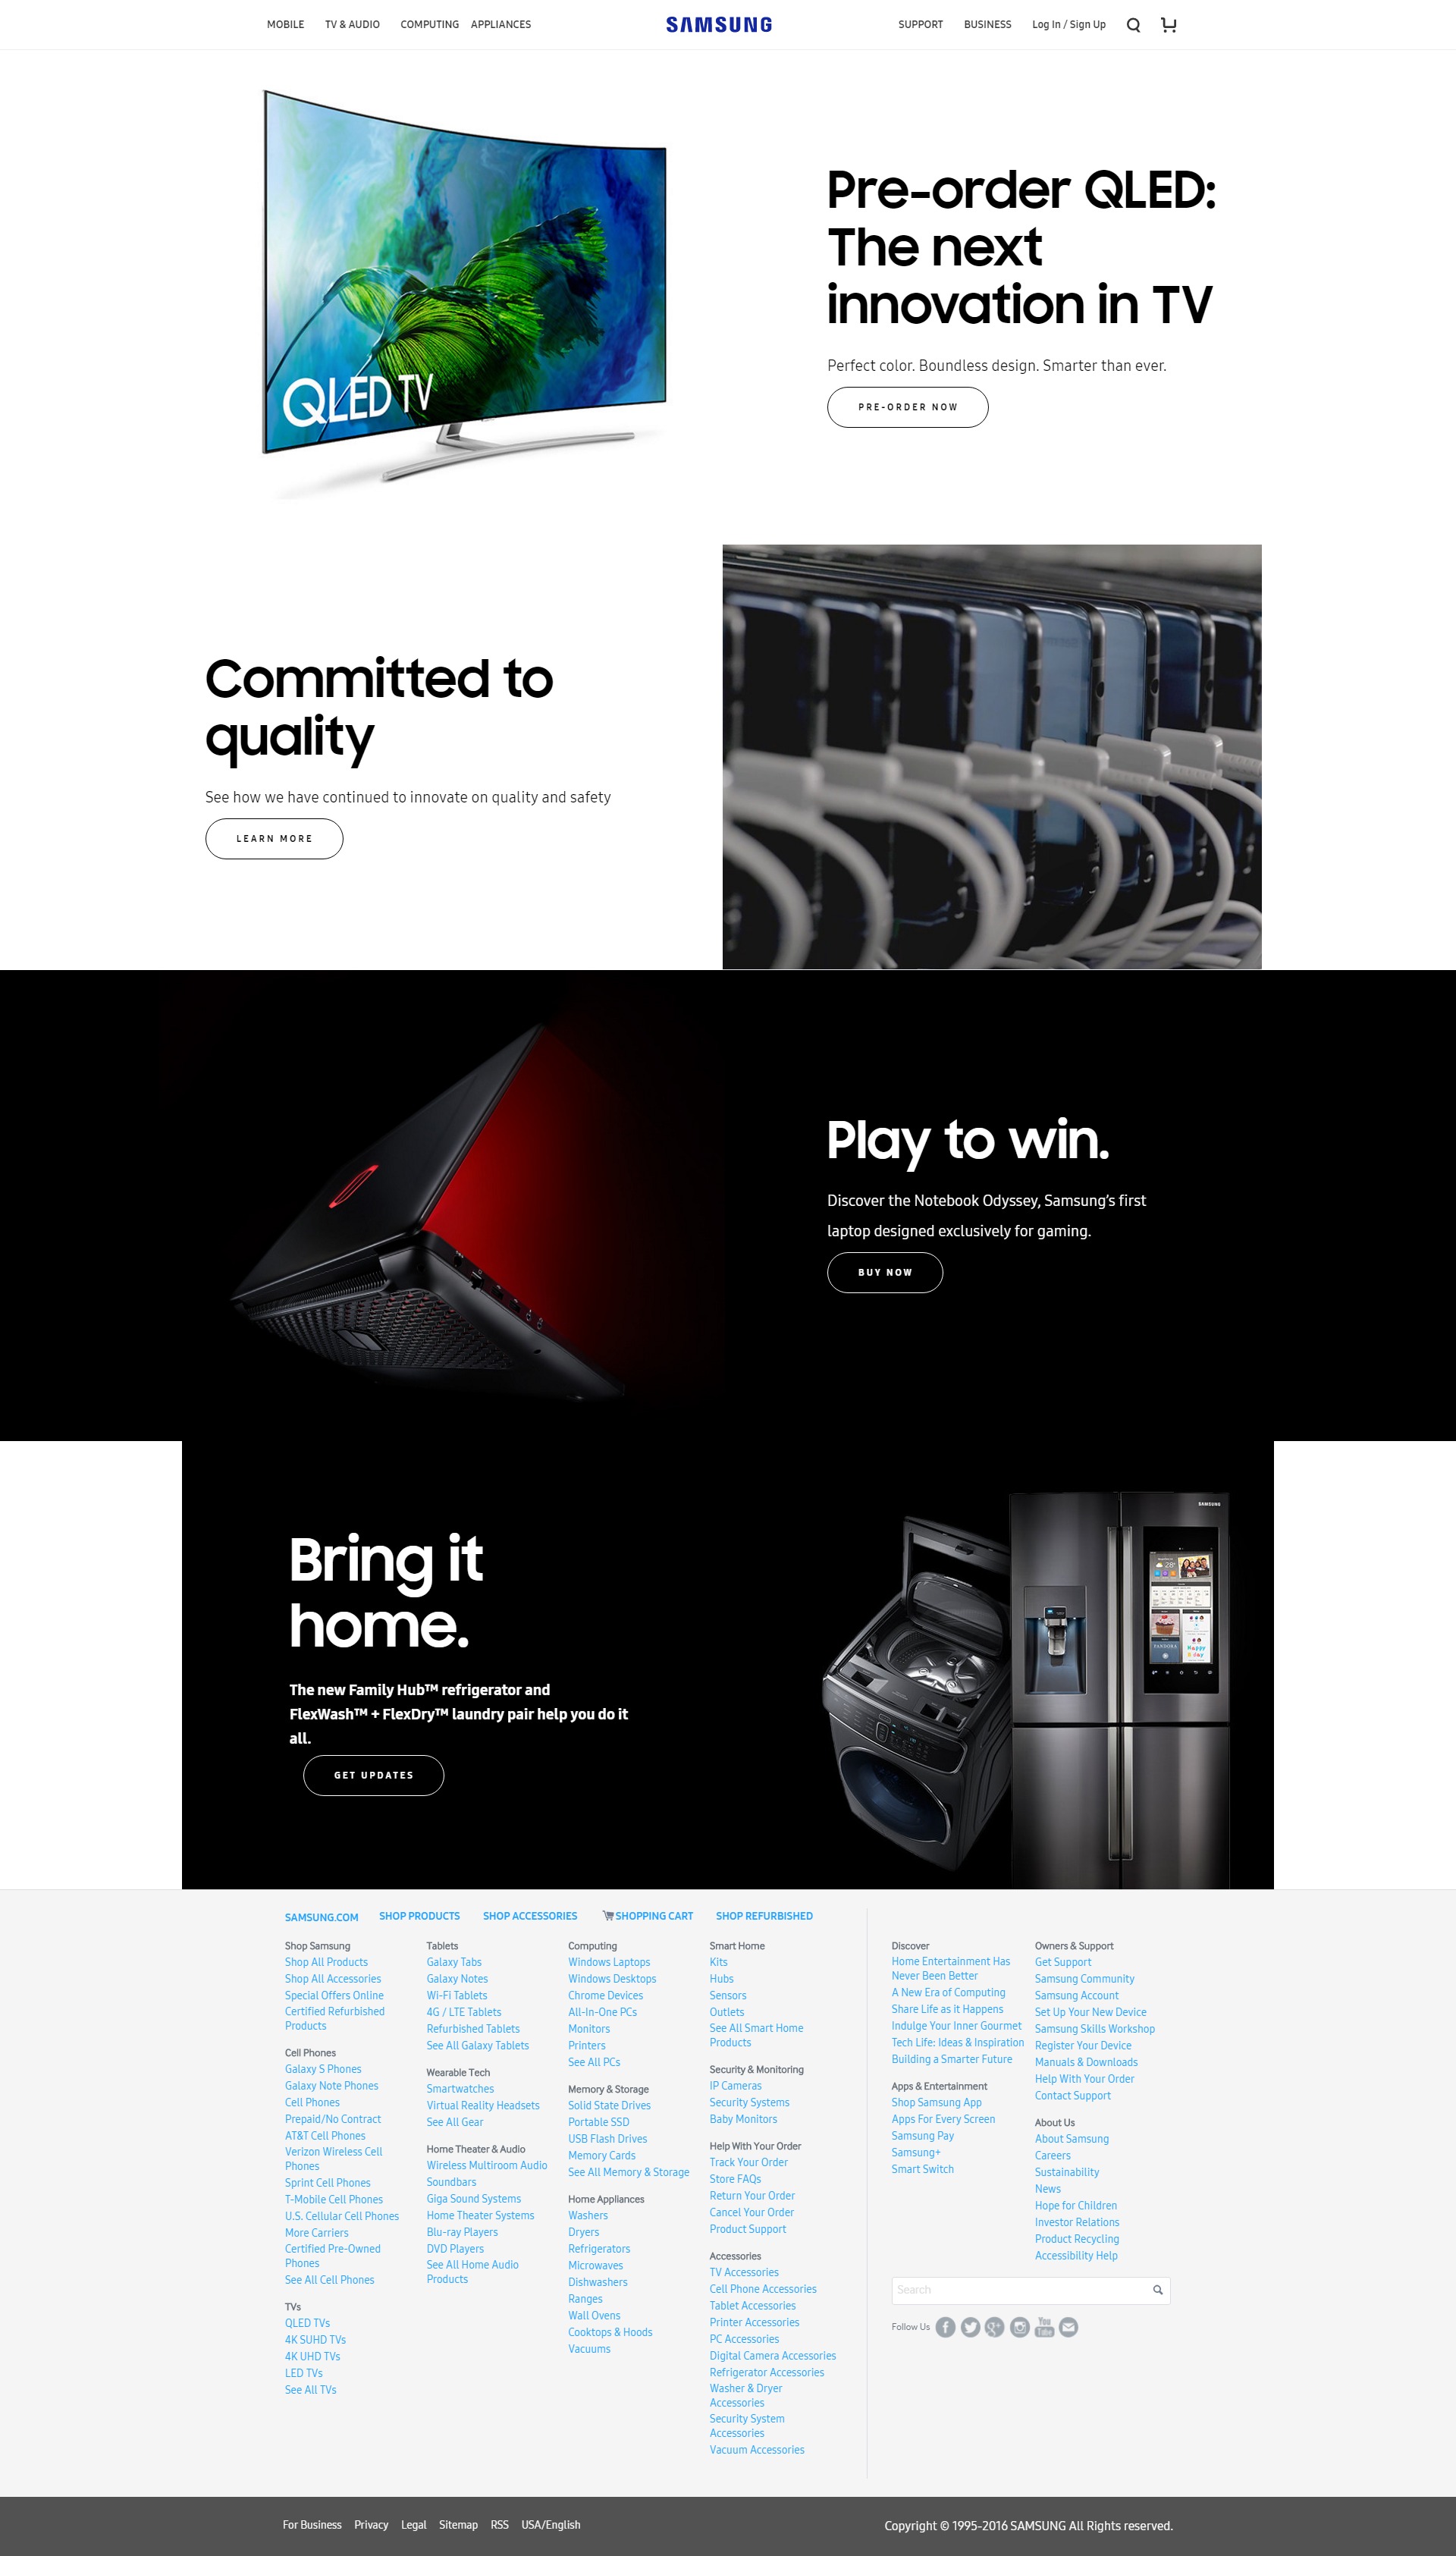 MOBILE TV & AUDIO COMPUTING APPLIANCES SAMSUNG SUPPORT BUSINESS Log In / Sign Up
Pre-order QLED:
The next
innovation in TV
Perfect color. Boundless design. Smarter than ever.
PRE-ORDER NOW
QLED TV
Committed to
quality
See how we have continued to innovate on quality and safety
LEARN MORE
Play to win.
Discover the Notebook Odyssey, Samsung's first
laptop designed exclusively for gaming.
BUY NOW
Bring it
home.
The new Family Hub™ refrigerator and
FlexWash™ + FlexDry™ laundry pair help you do it
all.
GET UPDATES
SAMSUNG
SAMSUNG.COM SHOP PRODUCTS SHOP ACCESSORIES SHOPPING CART SHOP REFURBISHED
Shop Samsung
Shop All Products
Shop All Accessories
Special Offers Online
Certified Refurbished
Products
Cell Phones
Galaxy S Phones
Galaxy Note Phones
Cell Phones
Prepaid/No Contract
AT&T Cell Phones
Verizon Wireless Cell
Phones
Sprint Cell Phones
T-Mobile Cell Phones
U.S. Cellular Cell Phones
More Carriers
Certified Pre-Owned
Phones
See All Cell Phones
TVs
QLED TVs
4K SUHD TVs
4K UHD TVs
LED TVs
See All TVs
Tablets
Galaxy Tabs
Galaxy Notes
Wi-Fi Tablets
4G / LTE Tablets
Refurbished Tablets
See All Galaxy Tablets
Wearable Tech
Smartwatches
Virtual Reality Headsets
See All Gear
Home Theater & Audio
Wireless Multiroom Audio
Soundbars
Giga Sound Systems
Home Theater Systems
Blu-ray Players
DVD Players
See All Home Audio
Products
Computing
Windows Laptops
Windows Desktops
Chrome Devices
All-In-One PCs
Monitors
Printers
See All PCs
Memory & Storage
Solid State Drives
Portable SSD
USB Flash Drives
Memory Cards
See All Memory & Storage
Home Appliances
Washers
Dryers
Refrigerators
Microwaves
Dishwashers
Ranges
Wall Ovens
Cooktops & Hoods
Vacuums
Smart Home
Kits
Hubs
Sensors
Outlets
See All Smart Home
Products
Security & Monitoring
IP Cameras
Security Systems
Baby Monitors
Help With Your Order
Track Your Order
Store FAQs
Return Your Order
Cancel Your Order
Product Support
Accessories
TV Accessories
Cell Phone Accessories
Tablet Accessories
Printer Accessories
PC Accessories
Digital Camera Accessories
Refrigerator Accessories
Washer & Dryer
Accessories
Security System
Accessories
Vacuum Accessories
Discover
Home Entertainment Has
Never Been Better
A New Era of Computing
Share Life as it Happens
Indulge Your Inner Gourmet
Tech Life: Ideas & Inspiration
Building a Smarter Future
Apps & Entertainment
Shop Samsung App
Apps For Every Screen
Samsung Pay
Samsung+
Smart Switch
Owners & Support
Get Support
Samsung Community
Samsung Account
Set Up Your New Device
Samsung Skills Workshop
Register Your Device
Manuals & Downloads
Help With Your Order
Contact Support
About Us
About Samsung
Careers
Sustainability
News
Hope for Children
Investor Relations
Product Recycling
Accessibility Help
Search
Follow Us
For Business Privacy Legal Sitemap RSS USA/English
Copyright © 1995-2016 SAMSUNG All Rights reserved.